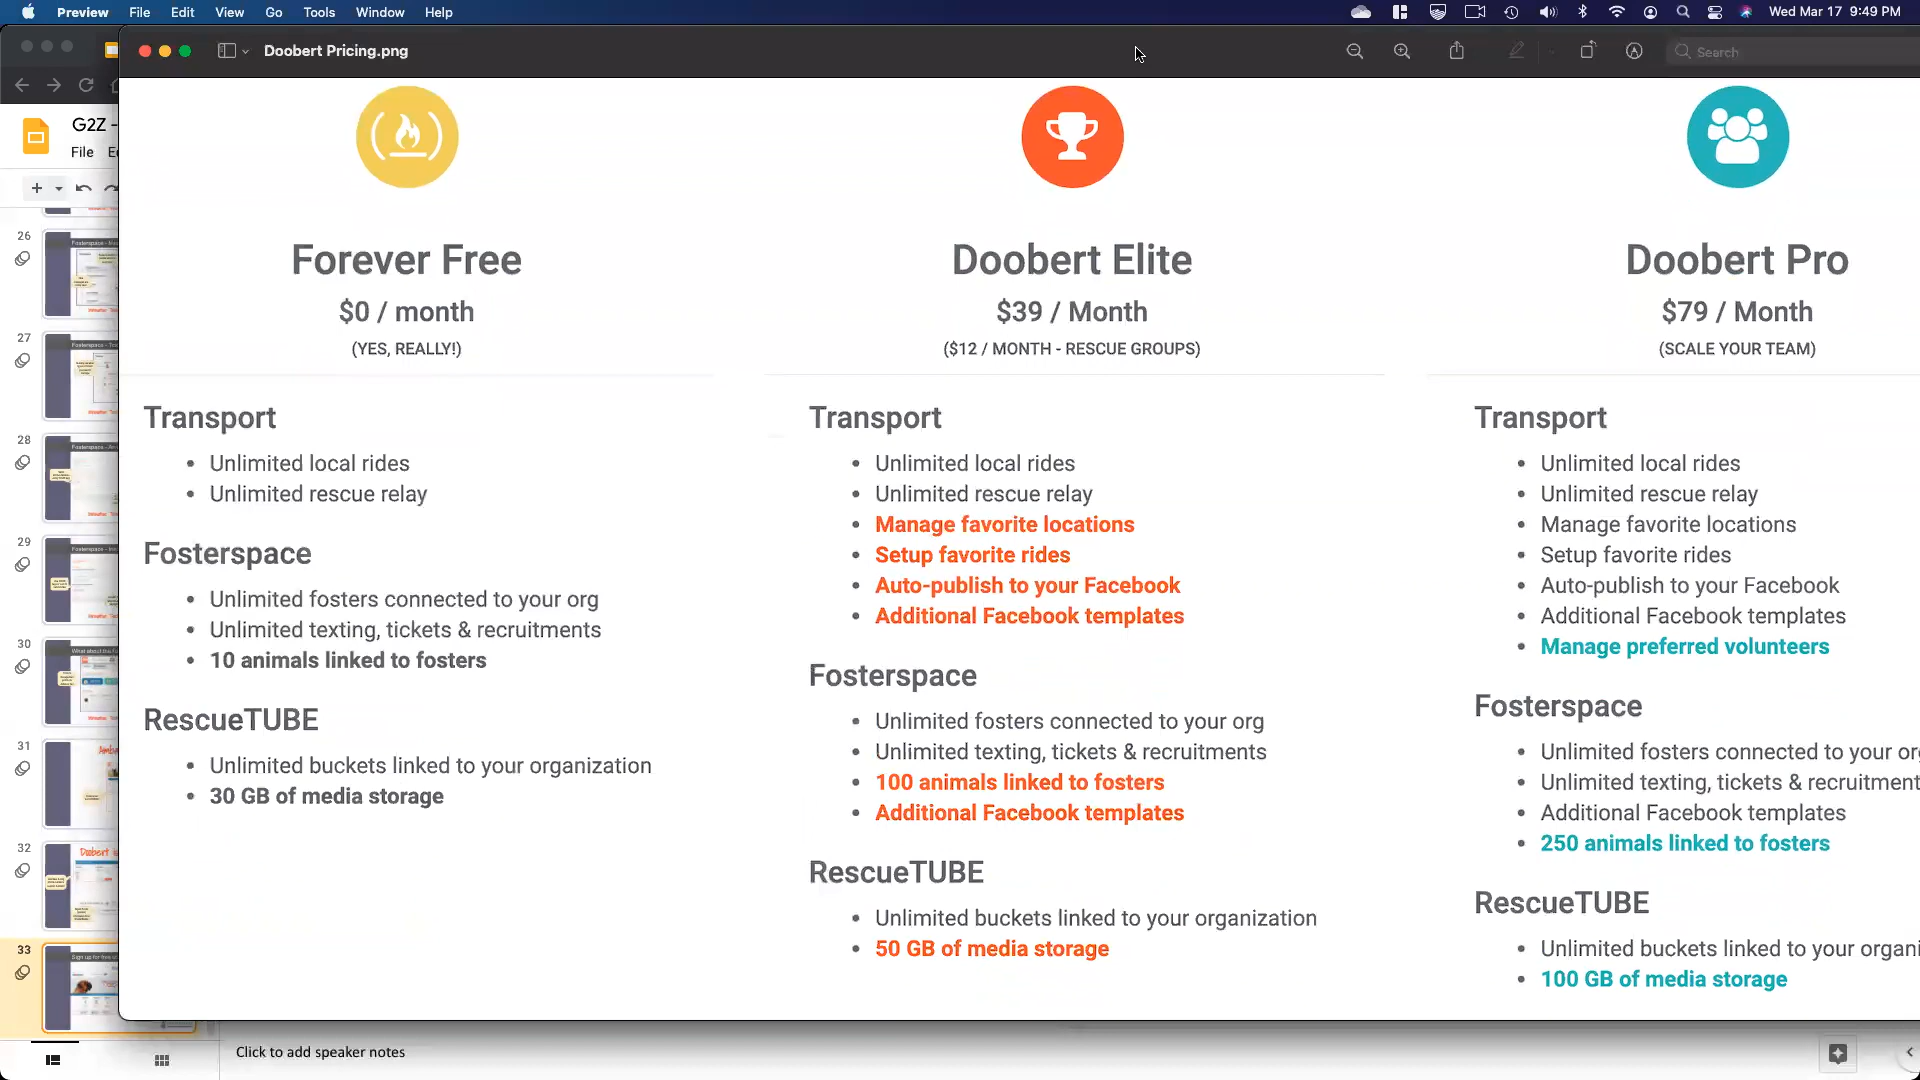 Preview File Edit View Go Tools Window Help
Wed Mar 17 9:49 PM
Doobert Pricing.png
Search
G2Z -
File
Forever Free
$0 / month
(YES, REALLY!)
Transport
• Unlimited local rides
• Unlimited rescue relay
Fosterspace
• Unlimited fosters connected to your org
• Unlimited texting, tickets & recruitments
• 10 animals linked to fosters
RescueTUBE
• Unlimited buckets linked to your organization
• 30 GB of media storage
Doobert Elite
$39 / Month
($12 / MONTH - RESCUE GROUPS)
Transport
• Unlimited local rides
• Unlimited rescue relay
• Manage favorite locations
• Setup favorite rides
• Auto-publish to your Facebook
• Additional Facebook templates
Fosterspace
• Unlimited fosters connected to your org
• Unlimited texting, tickets & recruitments
• 100 animals linked to fosters
• Additional Facebook templates
RescueTUBE
• Unlimited buckets linked to your organization
• 50 GB of media storage
Doobert Pro
$79 / Month
(SCALE YOUR TEAM)
Transport
• Unlimited local rides
• Unlimited rescue relay
• Manage favorite locations
• Setup favorite rides
• Auto-publish to your Facebook
• Additional Facebook templates
• Manage preferred volunteers
Fosterspace
• Unlimited fosters connected to your or
• Unlimited texting, tickets & recruitment
• Additional Facebook templates
• 250 animals linked to fosters
RescueTUBE
• Unlimited buckets linked to your organi
• 100 GB of media storage
26
27
28
29
30
31
32
33
Click to add speaker notes